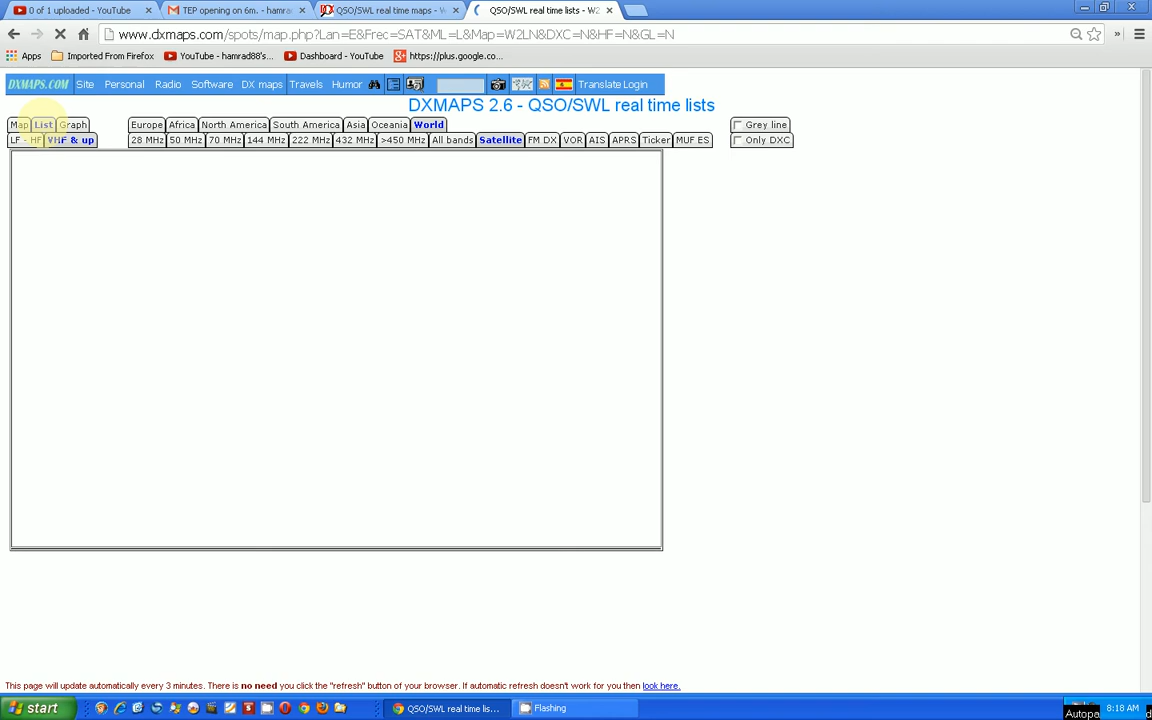 0 of 1 uploaded - YouTube
TEP opening on 6m. - hamra
QSO/SWL real time maps - W
QSO/SWL real time lists - W2
www.dxmaps.com/spots/map.php?Lan=E&Frec=SAT&ML=L&Map=W2LN&DXC=N&HF=N&GL=N
Apps Imported From Firefox YouTube - hamrad88's... Dashboard - YouTube https://plus.google.co...
DXMAPS.COM Site Personal Radio Software DX maps Travels Humor Translate Login
DXMAPS 2.6 - QSO/SWL real time lists
Map List Graph Europe Africa North America South America Asia Oceania World Grey line
LF - HF VHF & up 28 MHz 50 MHz 70 MHz 144 MHz 222 MHz 432 MHz >450 MHz All bands Satellite FM DX VOR AIS APRS Ticker MUF ES Only DXC
This page will update automatically every 3 minutes. There is no need you click the "refresh" button of your browser. If automatic refresh doesn't work for you then look here.
start QSO/SWL real time lis... Flashing 8:18 AM
Autopa